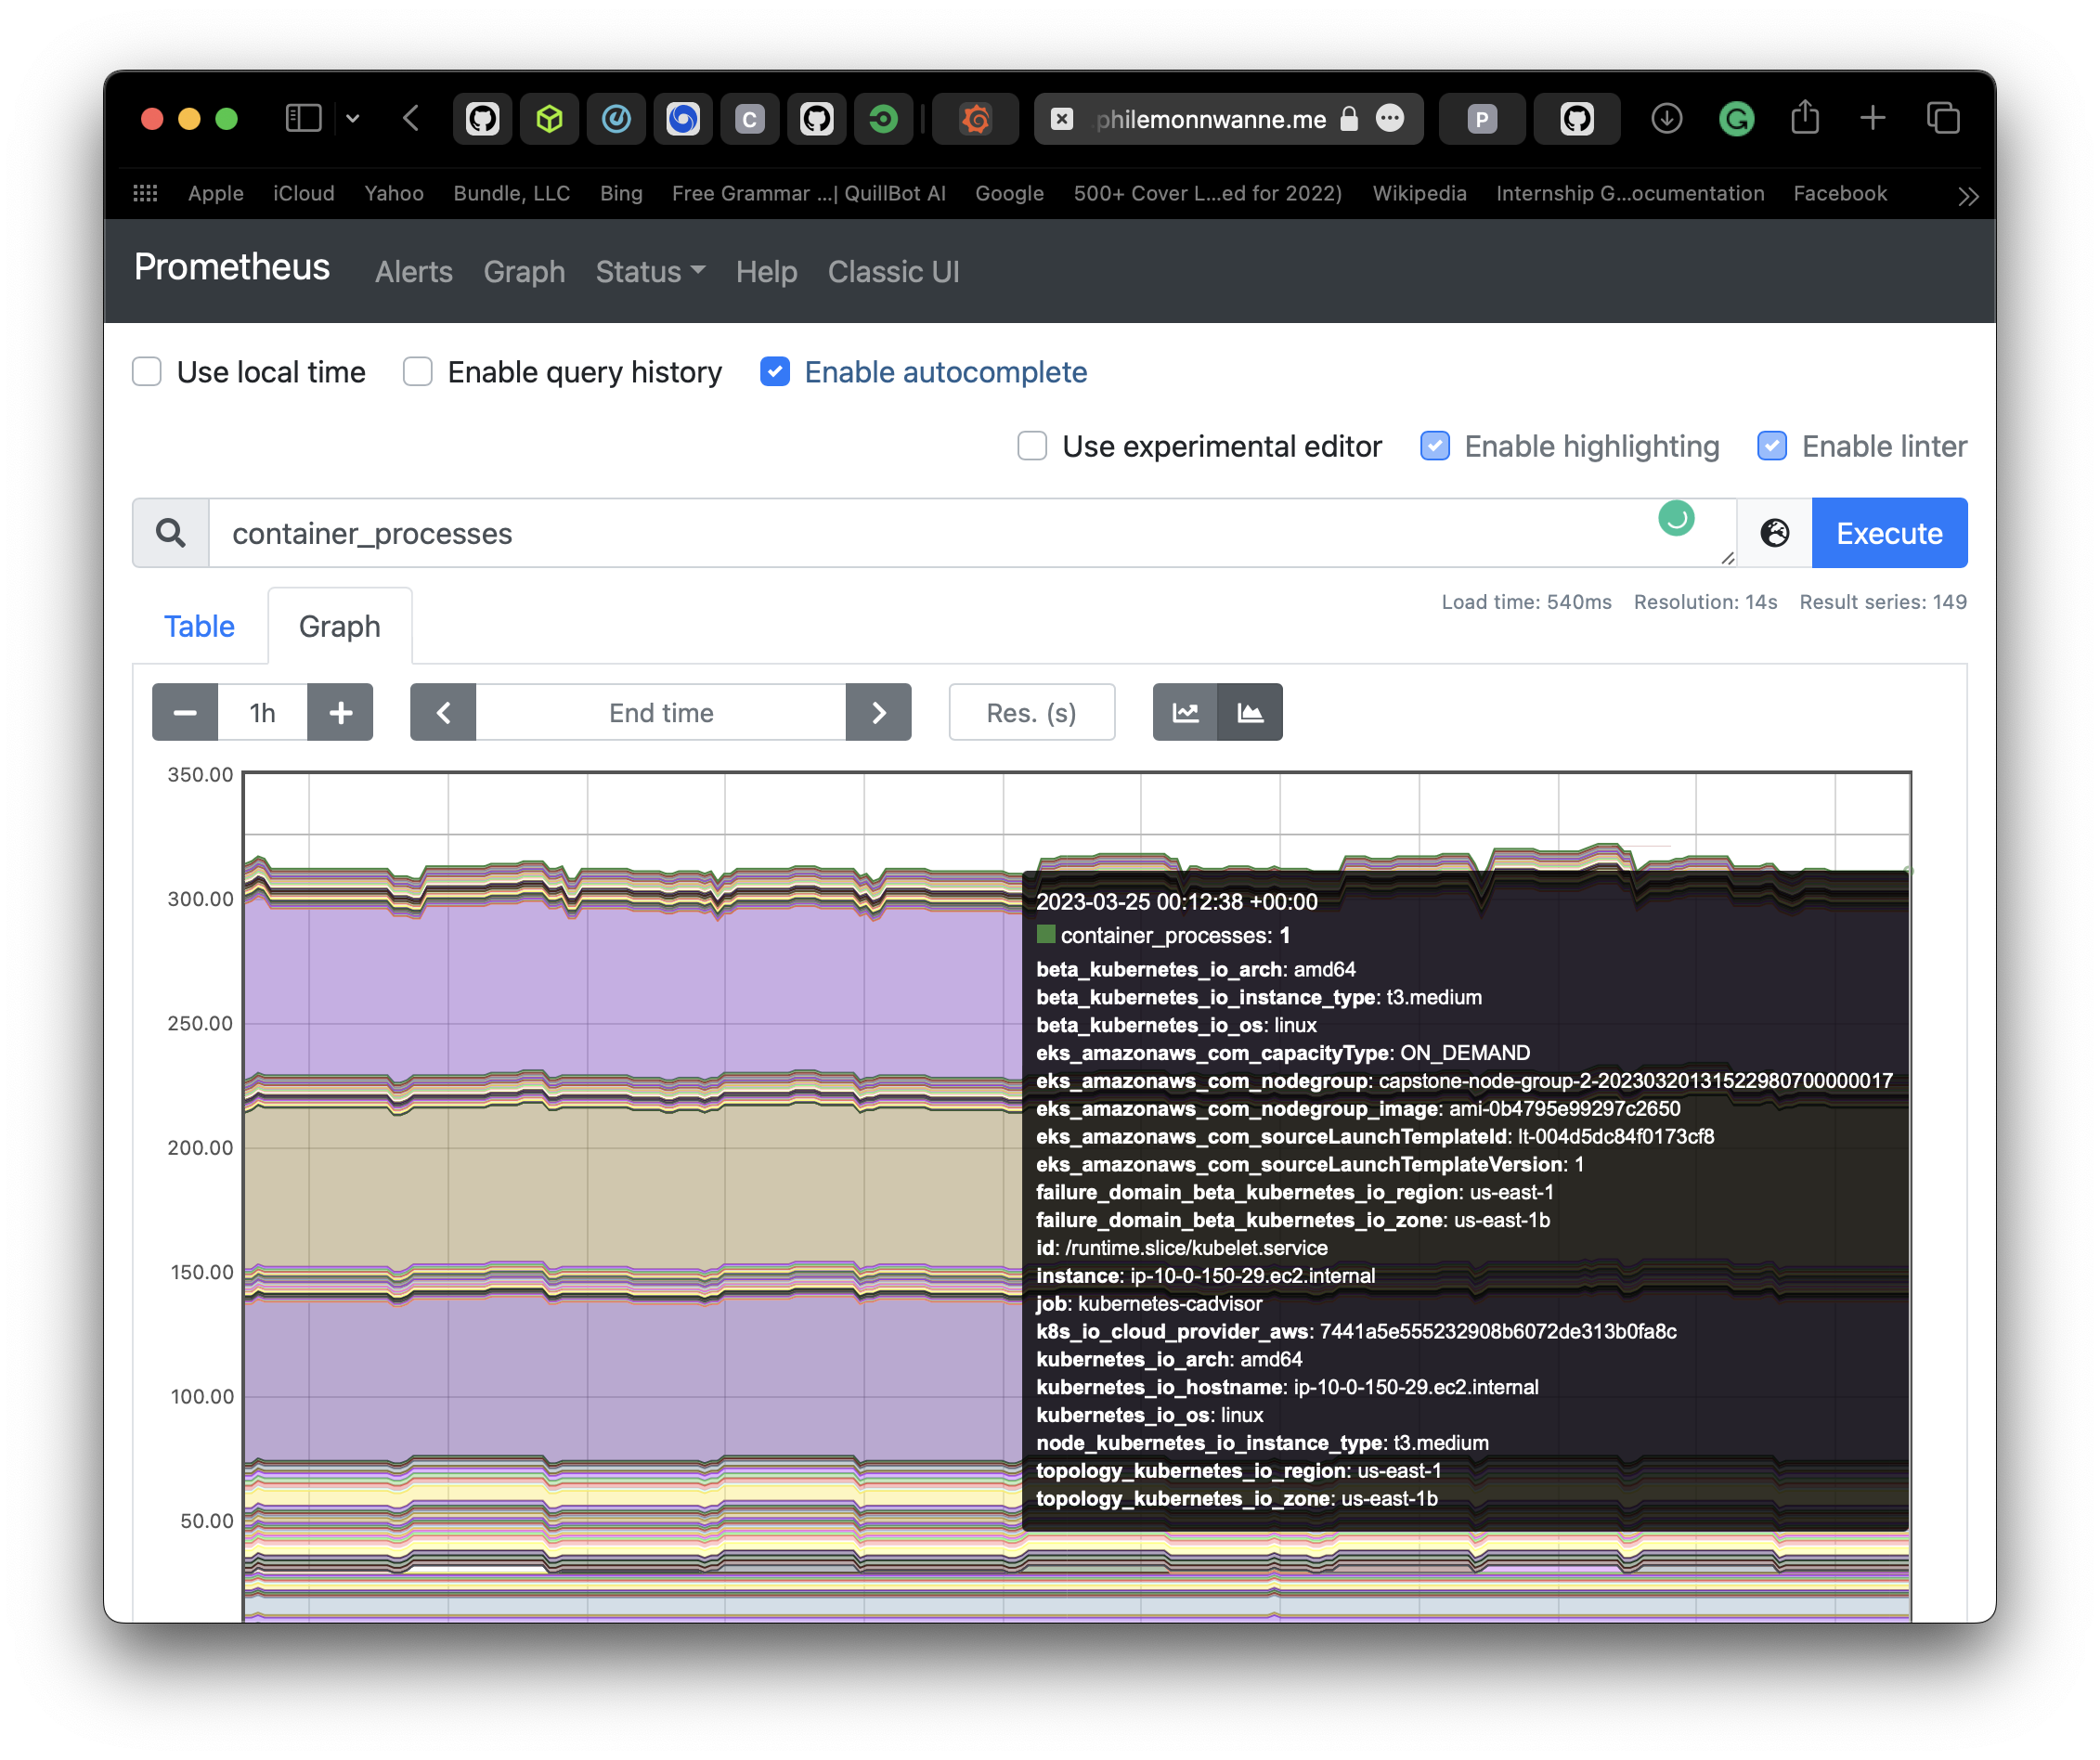 philemonnwanne.me
C
P
Apple iCloud Yahoo Bundle, LLC Bing Free Grammar ...| QuillBot AI Google 500+ Cover L...ed for 2022) Wikipedia Internship G...ocumentation Facebook
Prometheus Alerts Graph Status Help Classic UI
Use local time Enable query history Enable autocomplete
Use experimental editor Enable highlighting Enable linter
container_processes
Execute
Load time: 540ms Resolution: 14s Result series: 149
Table Graph
1h End time Res. (s)
350.00
300.00
250.00
200.00
150.00
100.00
50.00
2023-03-25 00:12:38 +00:00
container_processes: 1
beta_kubernetes_io_arch: amd64
beta_kubernetes_io_instance_type: t3.medium
beta_kubernetes_io_os: linux
eks_amazonaws_com_capacityType: ON_DEMAND
eks_amazonaws_com_nodegroup: capstone-node-group-2-20230320131522980700000017
eks_amazonaws_com_nodegroup_image: ami-0b4795e99297c2650
eks_amazonaws_com_sourceLaunchTemplateId: lt-004d5dc84f0173cf8
eks_amazonaws_com_sourceLaunchTemplateVersion: 1
failure_domain_beta_kubernetes_io_region: us-east-1
failure_domain_beta_kubernetes_io_zone: us-east-1b
id: /runtime.slice/kubelet.service
instance: ip-10-0-150-29.ec2.internal
job: kubernetes-cadvisor
k8s_io_cloud_provider_aws: 7441a5e555232908b6072de313b0fa8c
kubernetes_io_arch: amd64
kubernetes_io_hostname: ip-10-0-150-29.ec2.internal
kubernetes_io_os: linux
node_kubernetes_io_instance_type: t3.medium
topology_kubernetes_io_region: us-east-1
topology_kubernetes_io_zone: us-east-1b